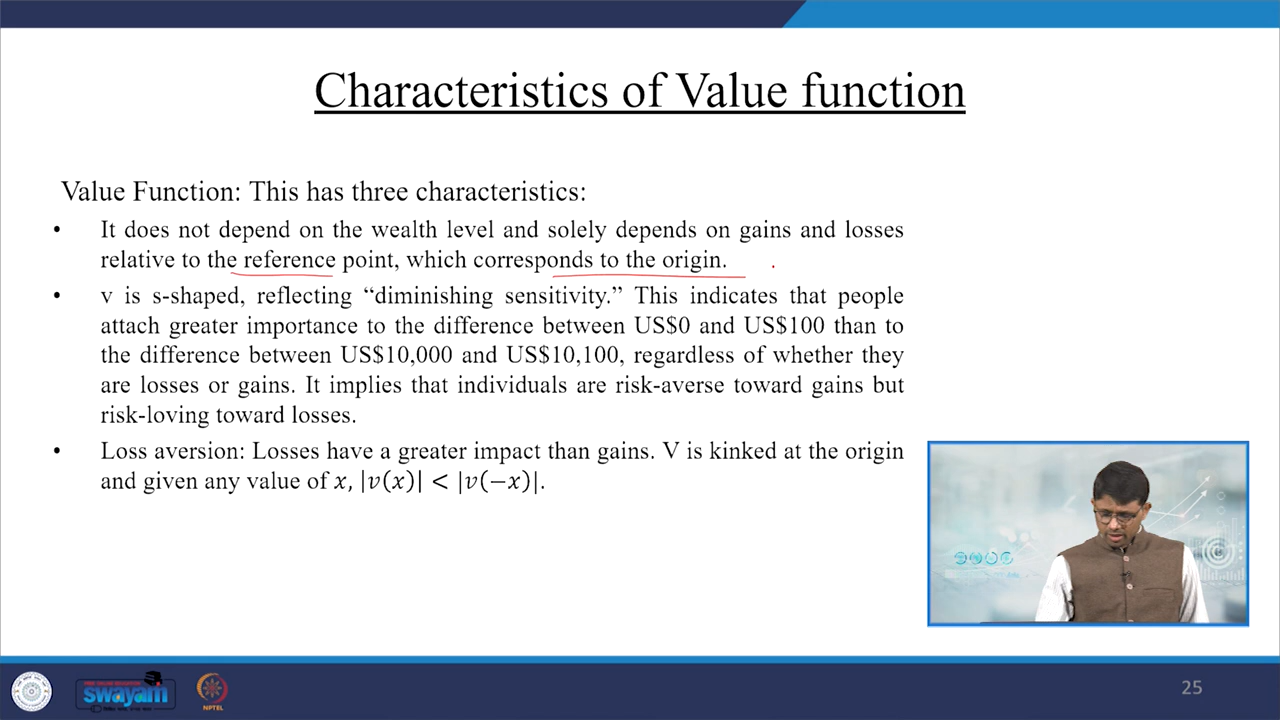 Characteristics of Value function
Value Function: This has three characteristics:
• It does not depend on the wealth level and solely depends on gains and losses
relative to the reference point, which corresponds to the origin.
• v is s-shaped, reflecting “diminishing sensitivity.” This indicates that people
attach greater importance to the difference between US$0 and US$100 than to
the difference between US$10,000 and US$10,100, regardless of whether they
are losses or gains. It implies that individuals are risk-averse toward gains but
risk-loving toward losses.
• Loss aversion: Losses have a greater impact than gains. V is kinked at the origin
and given any value of x, |v(x)| < |v(−x)|.
swayam
NPTEL
25